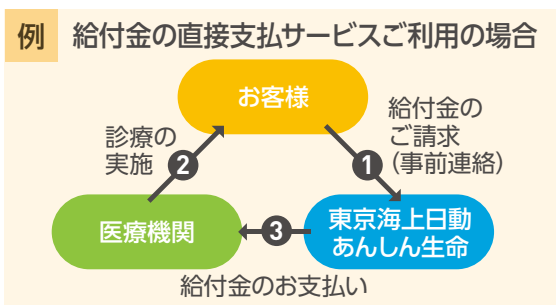 例 給付金の直接支払サービスご利用の場合
お客様
給付金の
ご請求
（事前連絡）
診療の
実施
2
1
医療機関
3
東京海上日動
あんしん生命
給付金のお支払い